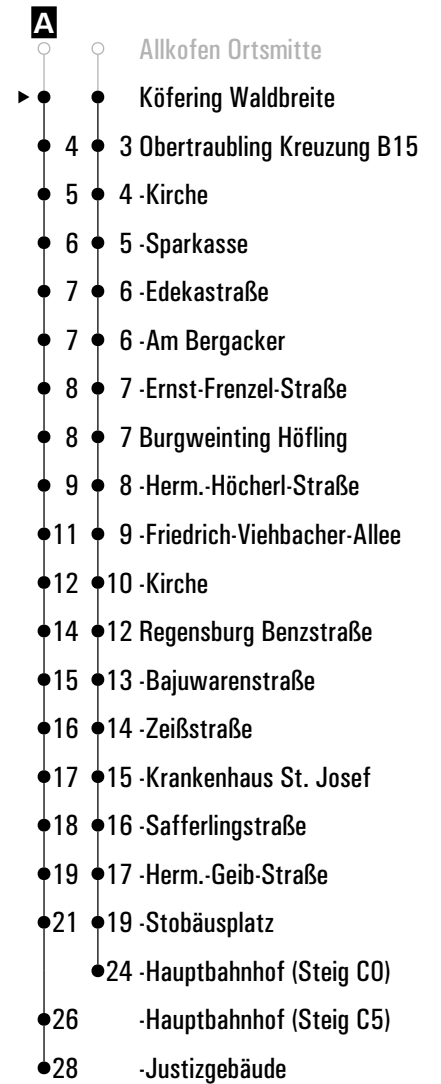 A
Allkofen Ortsmitte
Köfering Waldbreite
4 3 Obertraubling Kreuzung B15
5 4 -Kirche
6 5 -Sparkasse
7 6 -Edekastraße
7 6 -Am Bergacker
8 7 -Ernst-Frenzel-Straße
8 7 Burgweinting Höfling
9 8 -Herm.-Höcherl-Straße
11 9 -Friedrich-Viehbacher-Allee
12 10 -Kirche
14 12 Regensburg Benzstraße
15 13 -Bajuwarenstraße
16 14 -Zeißstraße
17 15 -Krankenhaus St. Josef
18 16 -Safferlingstraße
19 17 -Herm.-Geib-Straße
21 19 -Stobäusplatz
24 -Hauptbahnhof (Steig C0)
26 -Hauptbahnhof (Steig C5)
28 -Justizgebäude